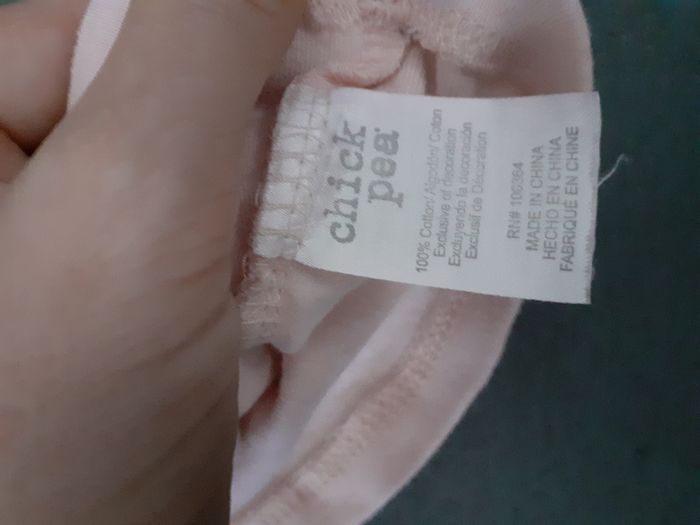 chick
pea
100% Cotton/ Algodón/ Coton
Exclusive of decoration
Excluyendo la decoración
Exclusif de Décoration
RN# 100364
MADE IN CHINA
HECHO EN CHINA
FABRIQUÉ EN CHINE